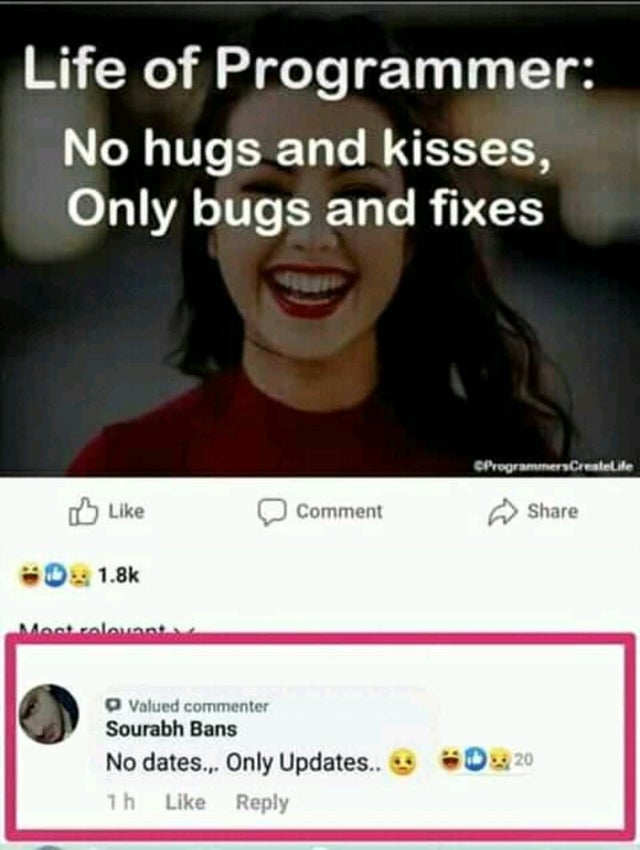 Life of Programmer:
No hugs and kisses,
Only bugs and fixes
©ProgrammersCreateLife
Like Comment Share
1.8k
Most relevant
Valued commenter
Sourabh Bans
No dates.,. Only Updates.. 20
1 h Like Reply